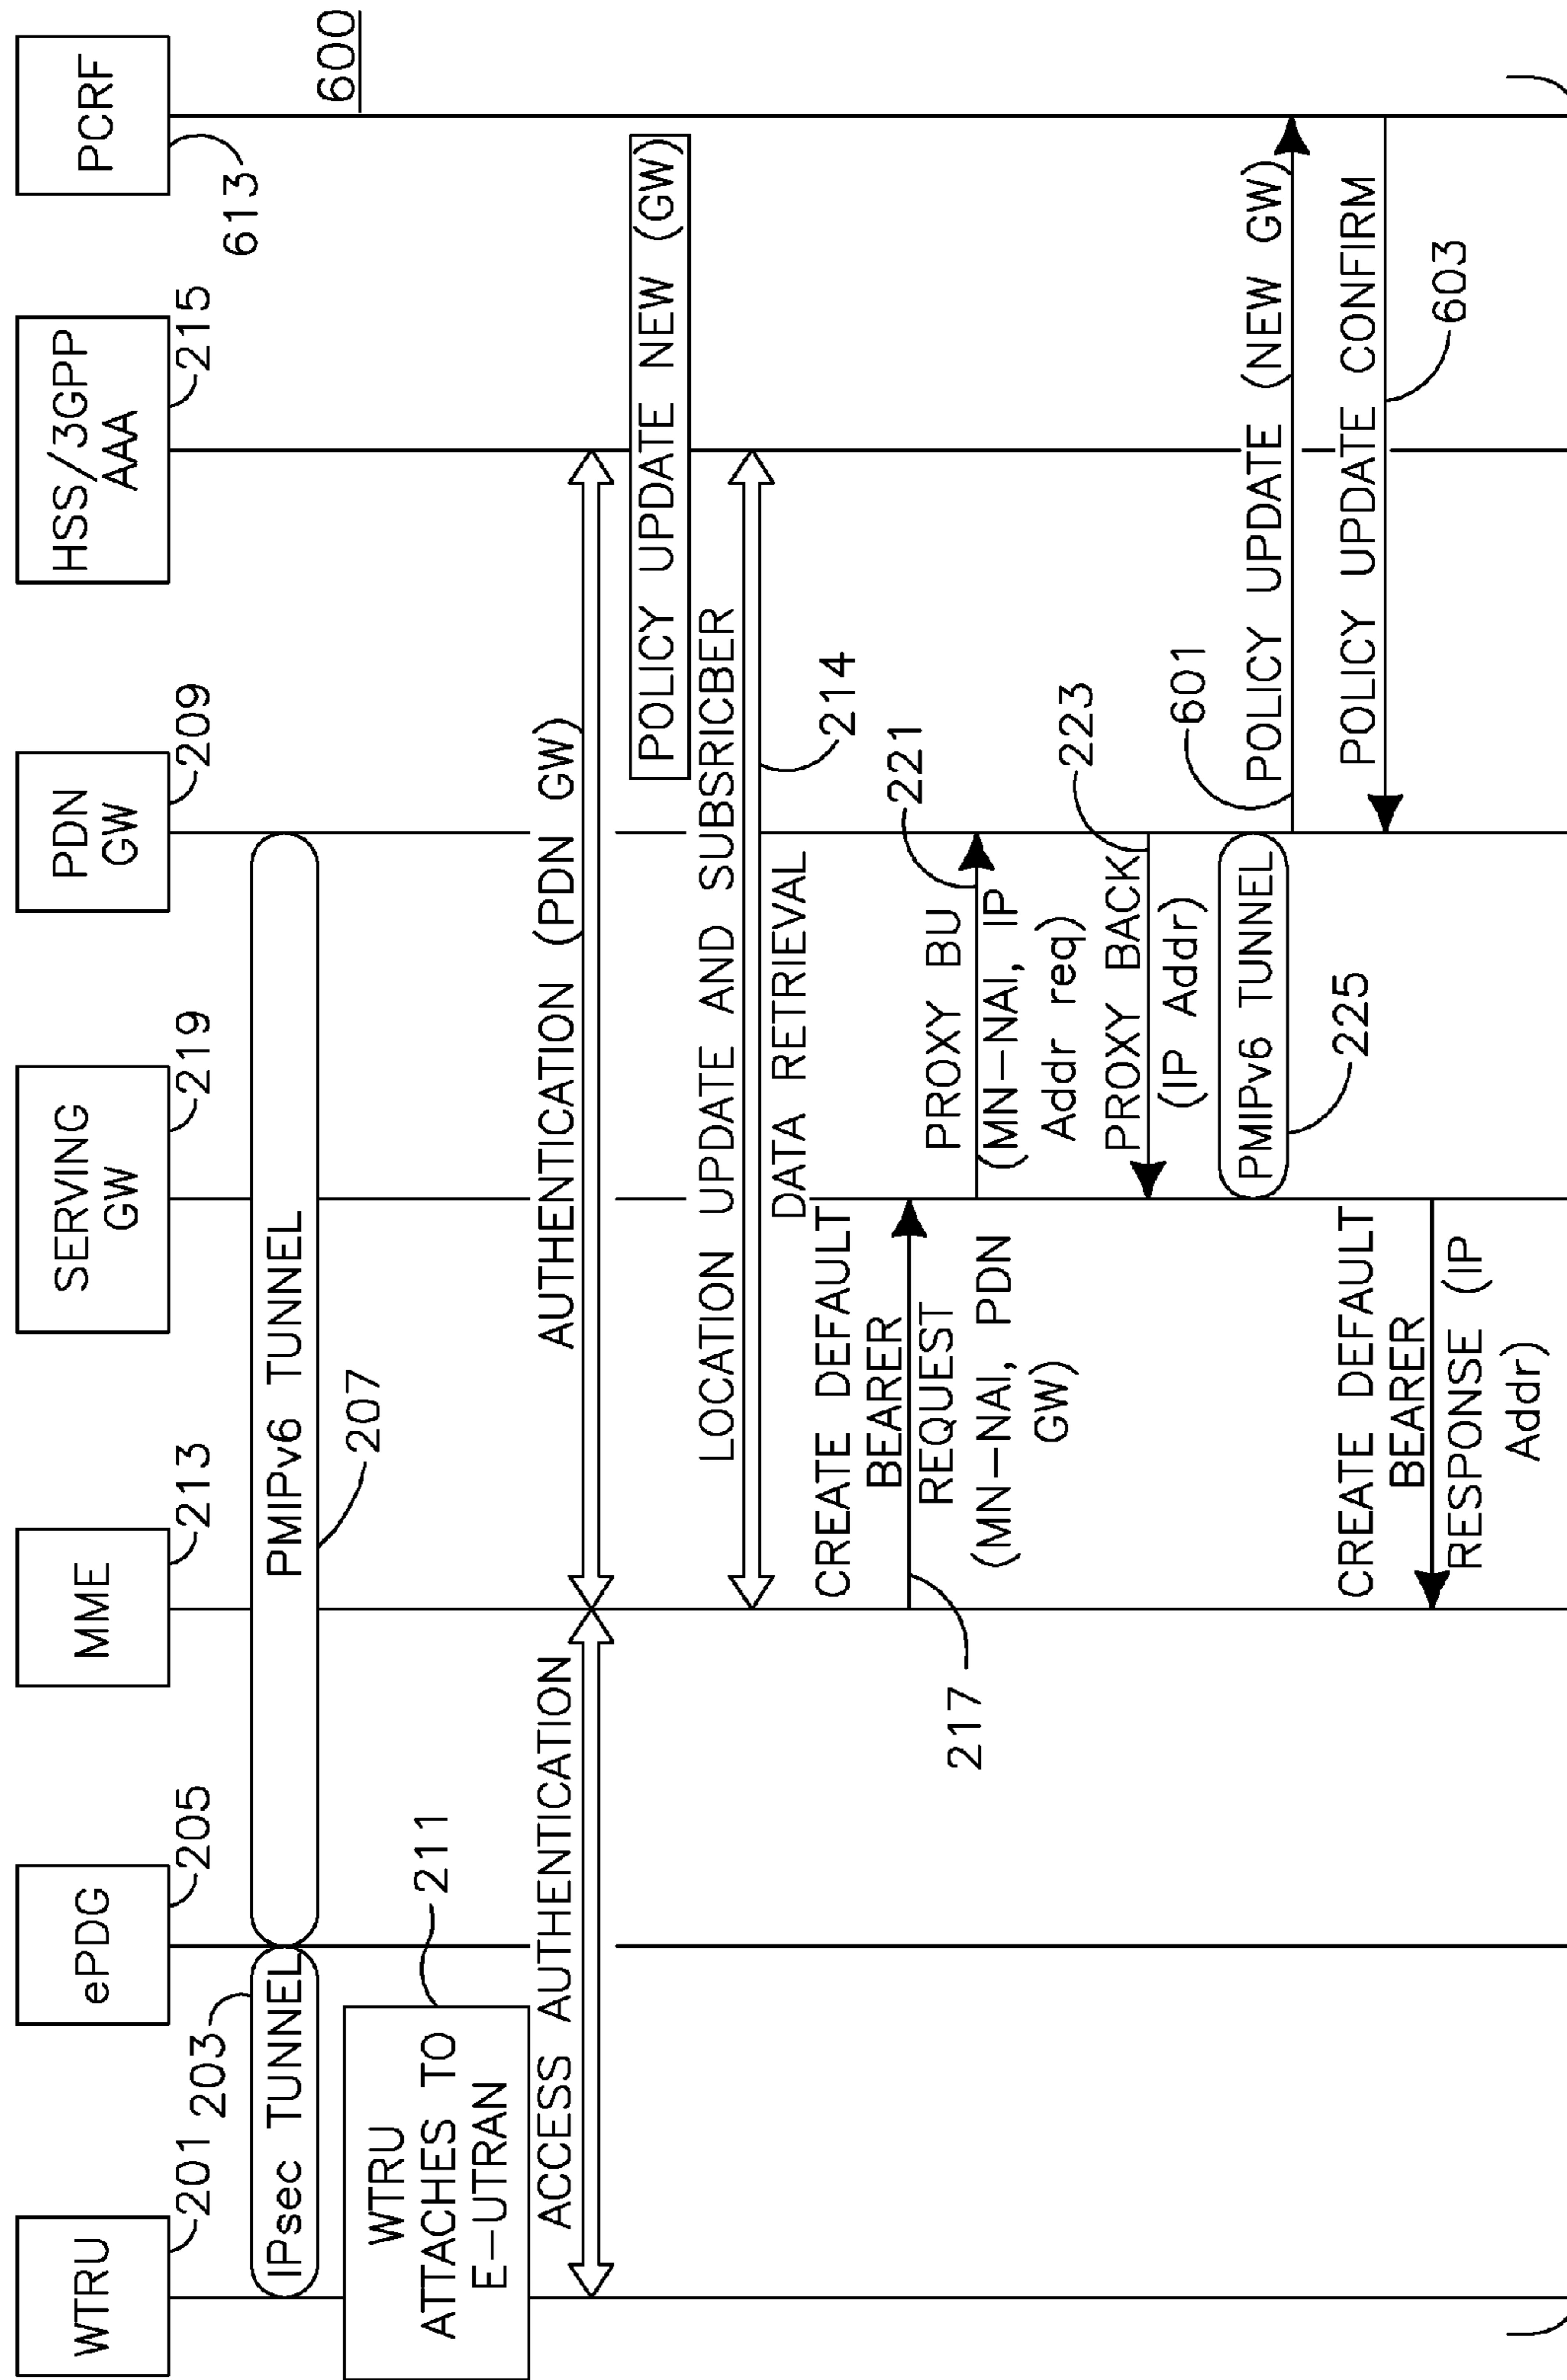 WTRU
201
ePDG
205
MME
213
SERVING
GW
219
PDN
GW
209
HSS/3GPP
AAA
215
PCRF
613
600
203
IPsec TUNNEL
PMIPv6 TUNNEL
207
WTRU
ATTACHES TO
E-UTRAN
211
ACCESS AUTHENTICATION
AUTHENTICATION (PDN GW)
POLICY UPDATE NEW (GW)
LOCATION UPDATE AND SUBSRICBER
DATA RETRIEVAL
214
CREATE DEFAULT
BEARER
REQUEST
(MN-NAI, PDN
GW)
217
PROXY BU
(MN-NAI, IP
Addr req)
221
PROXY BACK
(IP Addr)
223
PMIPv6 TUNNEL
225
601
POLICY UPDATE (NEW GW)
POLICY UPDATE CONFIRM
603
CREATE DEFAULT
BEARER
RESPONSE (IP
Addr)